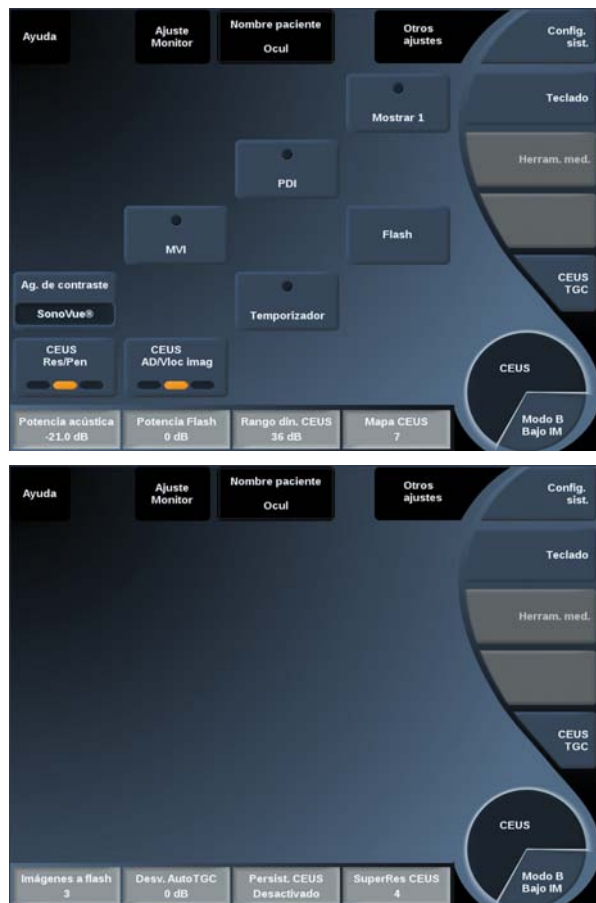 Ayuda
Ajuste
Monitor
Nombre paciente
Ocul
Otros
ajustes
Config.
sist.
Mostrar 1
Teclado
PDI
Herram. med.
MVI
Flash
Ag. de contraste
SonoVue®
Temporizador
CEUS
TGC
CEUS
Res/Pen
CEUS
AD/Vloc imag
CEUS
Modo B
Bajo IM
Potencia acústica
-21.0 dB
Potencia Flash
0 dB
Rango din. CEUS
36 dB
Mapa CEUS
7
Ayuda
Ajuste
Monitor
Nombre paciente
Ocul
Otros
ajustes
Config.
sist.
Teclado
Herram. med.
CEUS
TGC
CEUS
Modo B
Bajo IM
Imágenes a flash
3
Desv. AutoTGC
0 dB
Persist. CEUS
Desactivado
SuperRes CEUS
4